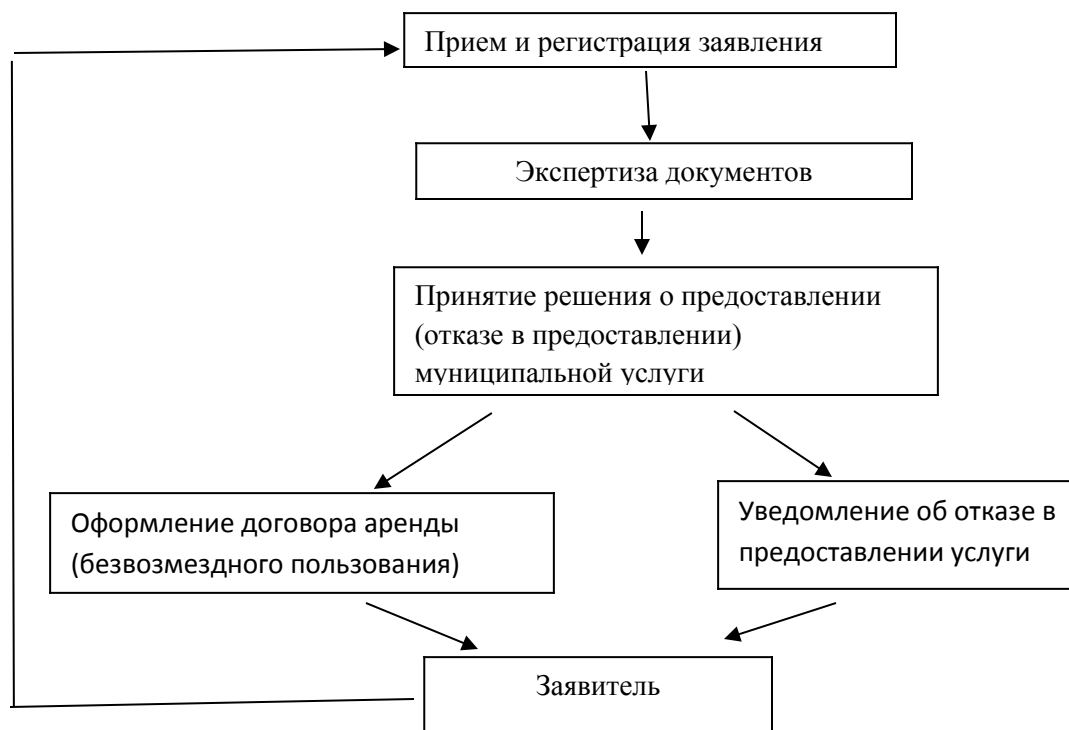 Прием и регистрация заявления
Экспертиза документов
Принятие решения о предоставлении
(отказе в предоставлении)
муниципальной услуги
Оформление договора аренды
(безвозмездного пользования)
Уведомление об отказе в
предоставлении услуги
Заявитель